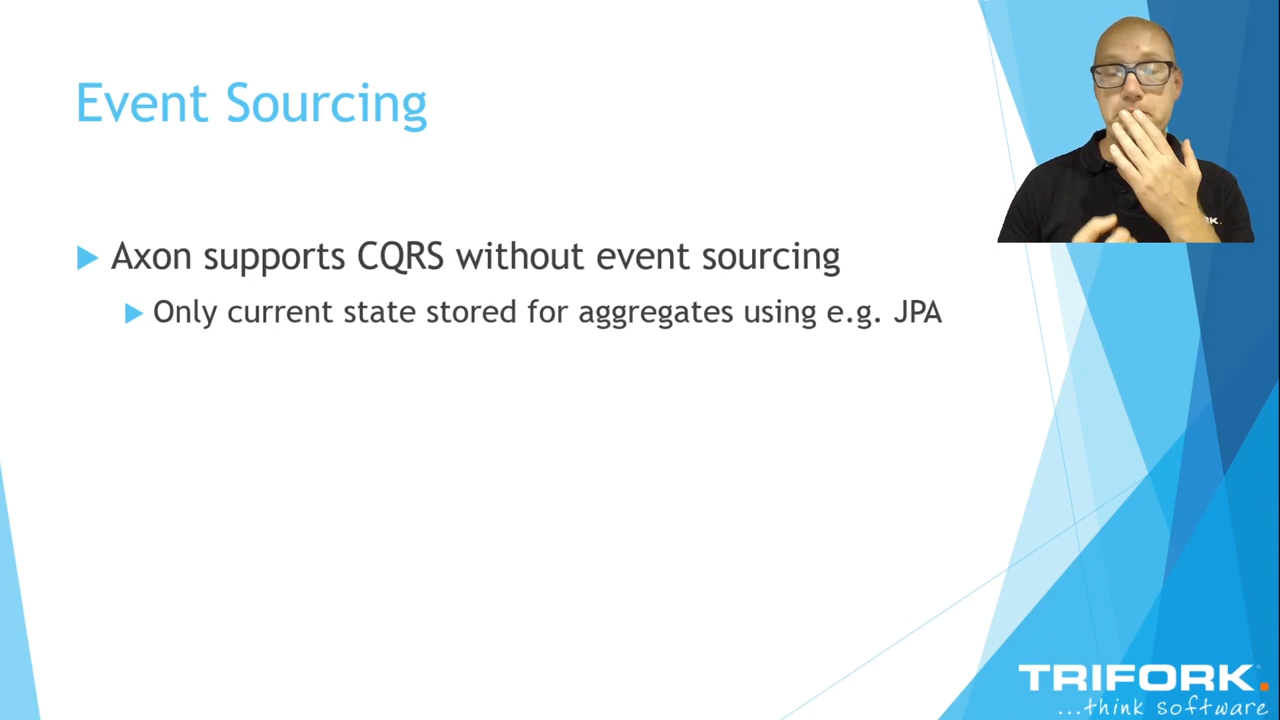 Event Sourcing
Axon supports CQRS without event sourcing
Only current state stored for aggregates using e.g. JPA
TRIFORK.
...think software